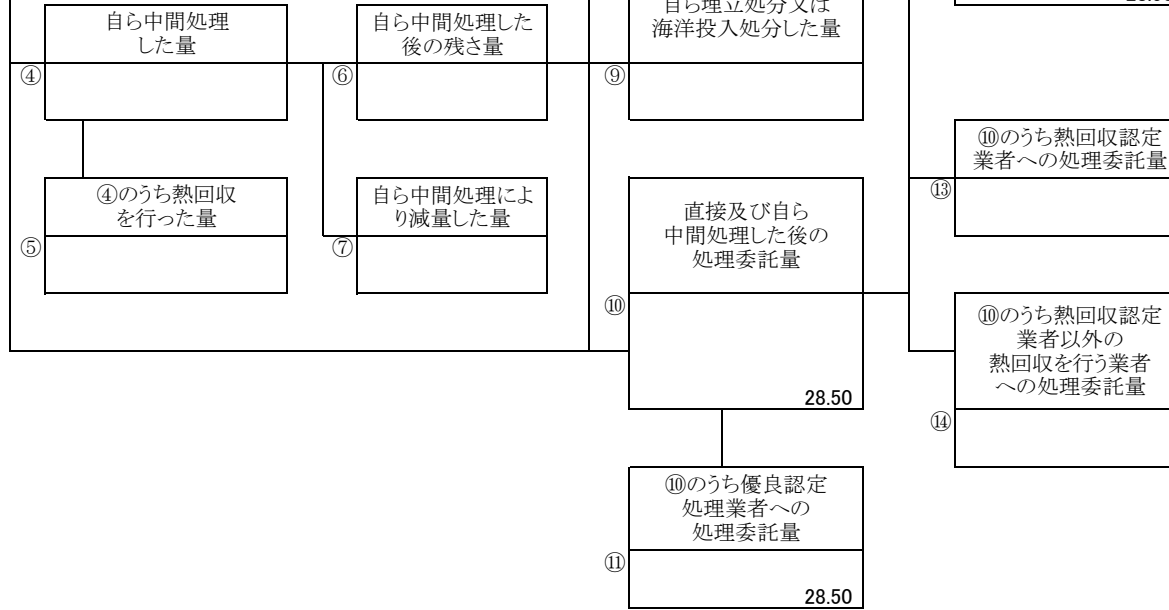 自ら中間処理
した量
④
自ら中間処理した
後の残さ量
⑥
海洋投入処分した量
⑨
④のうち熱回収
を行った量
⑤
自ら中間処理によ
り減量した量
⑦
直接及び自ら
中間処理した後の
処理委託量
⑩
28.50
⑩のうち優良認定
処理業者への
処理委託量
⑪
28.50
⑩のうち熱回収認定
業者への処理委託量
⑬
⑩のうち熱回収認定
業者以外の
熱回収を行う業者
への処理委託量
⑭